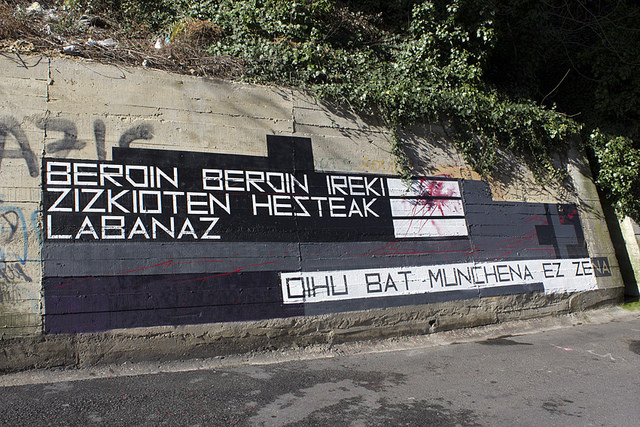 BEROIN BEROIN IREKI
ZIZKIOTEN HESTEAK
LABANAZ
OIHU BAT MUNCHENA EZ ZENA